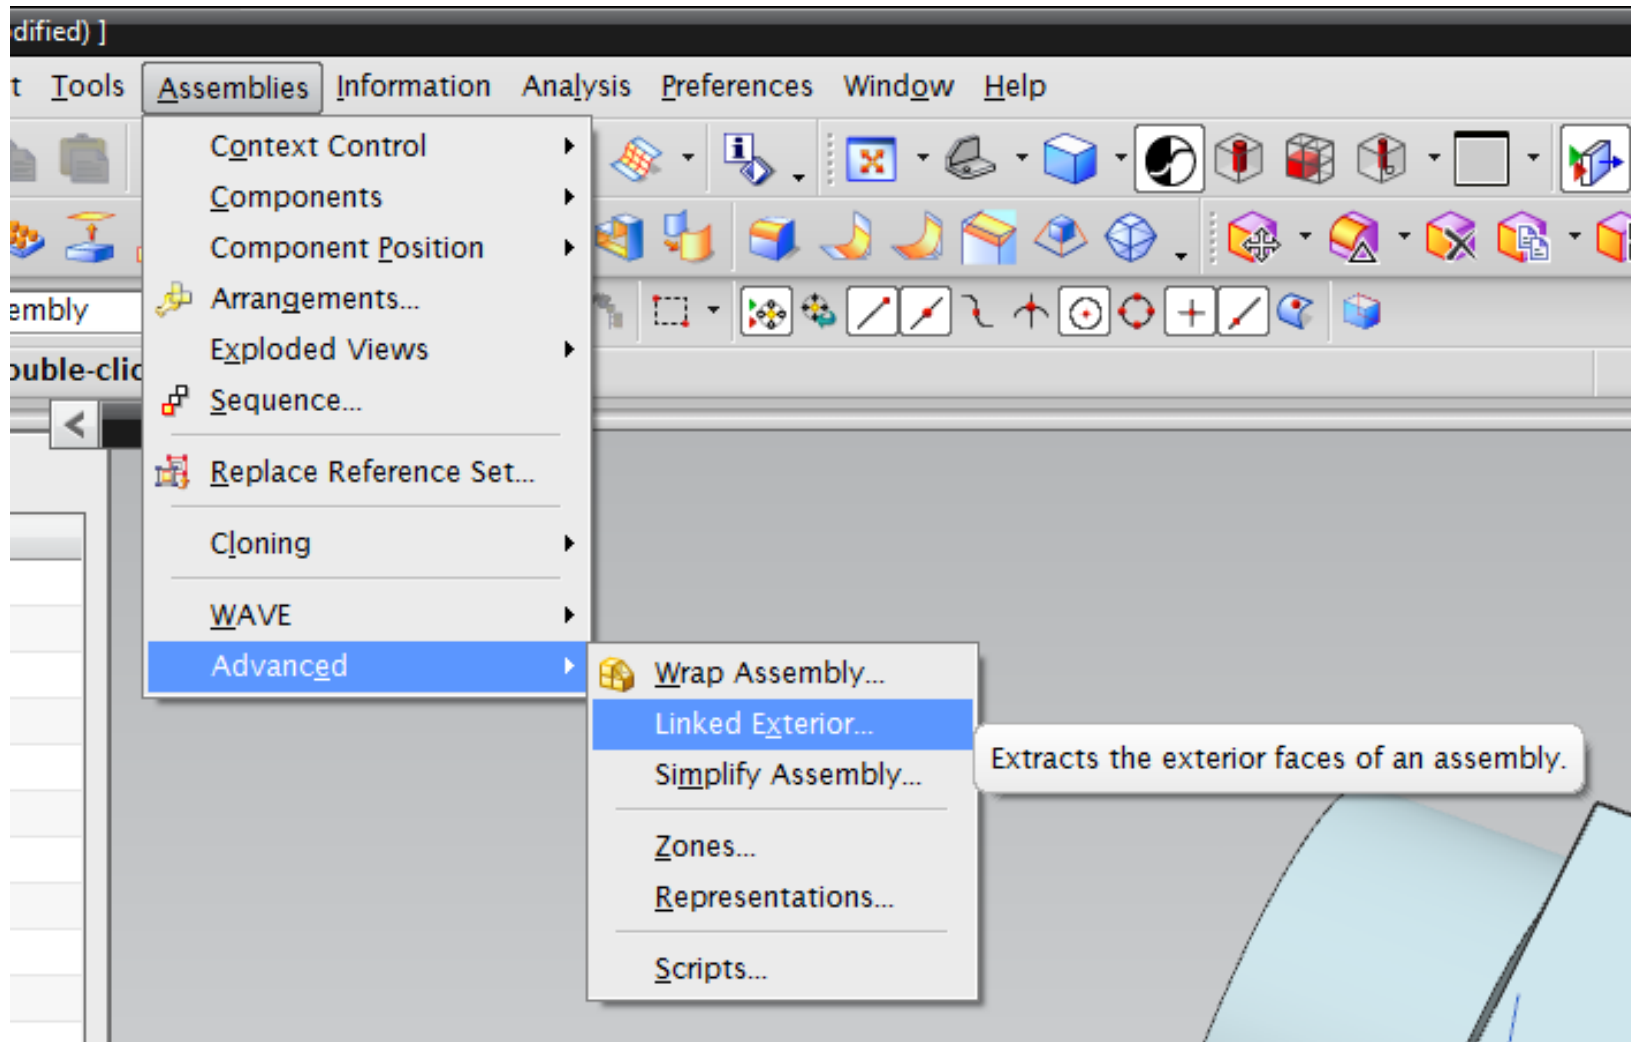 dified) ]
t Tools Assemblies Information Analysis Preferences Window Help
Context Control
Components
Component Position
embly
Arrangements...
Exploded Views
ouble-clic
Sequence...
Replace Reference Set...
Cloning
WAVE
Advanced
Wrap Assembly...
Linked Exterior...
Extracts the exterior faces of an assembly.
Simplify Assembly...
Zones...
Representations...
Scripts...